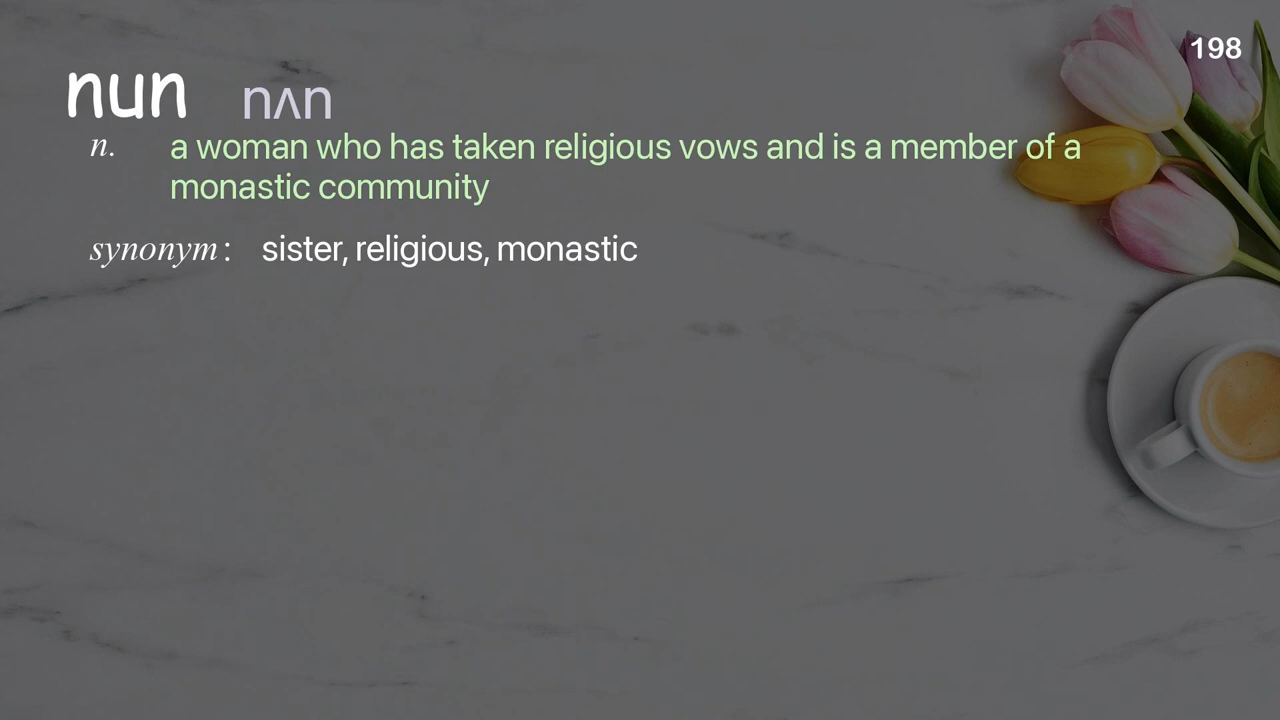 198
nun nʌn
n. a woman who has taken religious vows and is a member of a
monastic community
synonym : sister, religious, monastic